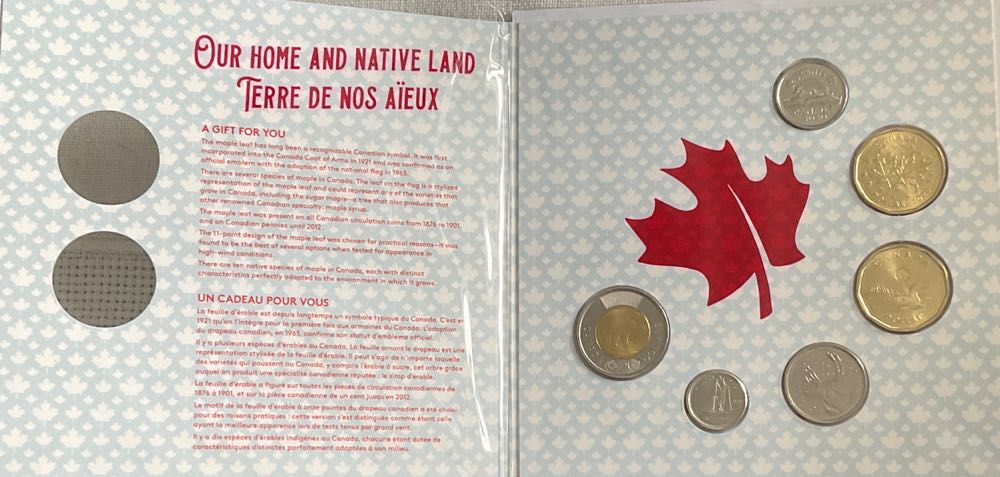 OUR HOME AND NATIVE LAND
TERRE DE NOS AÏEUX
A GIFT FOR YOU
The maple leaf has long been a recognizable Canadian symbol. It was first
incorporated into the Canada Coat of Arms in 1921 and was confirmed as an
official emblem with the adoption of the national flag in 1965.
There are several species of maple in Canada. The leaf on the flag is a stylized
representation of the maple leaf and could represent any of the varieties that
grow in Canada, including the sugar maple—a tree that also produces that
other renowned Canadian specialty: maple syrup.
The maple leaf was present on all Canadian circulation coins from 1876 to 1901,
and on Canadian pennies until 2012.
The 11-point design of the maple leaf was chosen for practical reasons—it was
found to be the best of several options when tested for appearance in
high-wind conditions.
There are ten native species of maple in Canada, each with distinct
characteristics perfectly adapted to the environment in which it grows.
UN CADEAU POUR VOUS
La feuille d'érable est depuis longtemps un symbole typique du Canada. C'est en
1921 qu'on l'intègre pour la première fois aux armoiries du Canada. L'adoption
du drapeau canadien, en 1965, confirme son statut d'emblème officiel.
Il y a plusieurs espèces d'érables au Canada. La feuille ornant le drapeau est une
représentation stylisée de la feuille d'érable. Il peut s'agir de n'importe laquelle
des variétés qui poussent au Canada, y compris l'érable à sucre, cet arbre grâce
auquel on produit une spécialité canadienne réputée : le sirop d'érable.
La feuille d'érable a figuré sur toutes les pièces de circulation canadiennes de
1876 à 1901, et sur la pièce canadienne de un cent jusqu'en 2012.
Le motif de la feuille d'érable à onze pointes du drapeau canadien a été choisi
pour des raisons pratiques : cette version s'est distinguée comme étant celle
ayant la meilleure apparence lors de tests tenus par grand vent.
Il y a dix espèces d'érables indigènes au Canada, chacune étant dotée de
caractéristiques distinctes parfaitement adaptées à son milieu.
CANADA
CANADA
DOLLAR